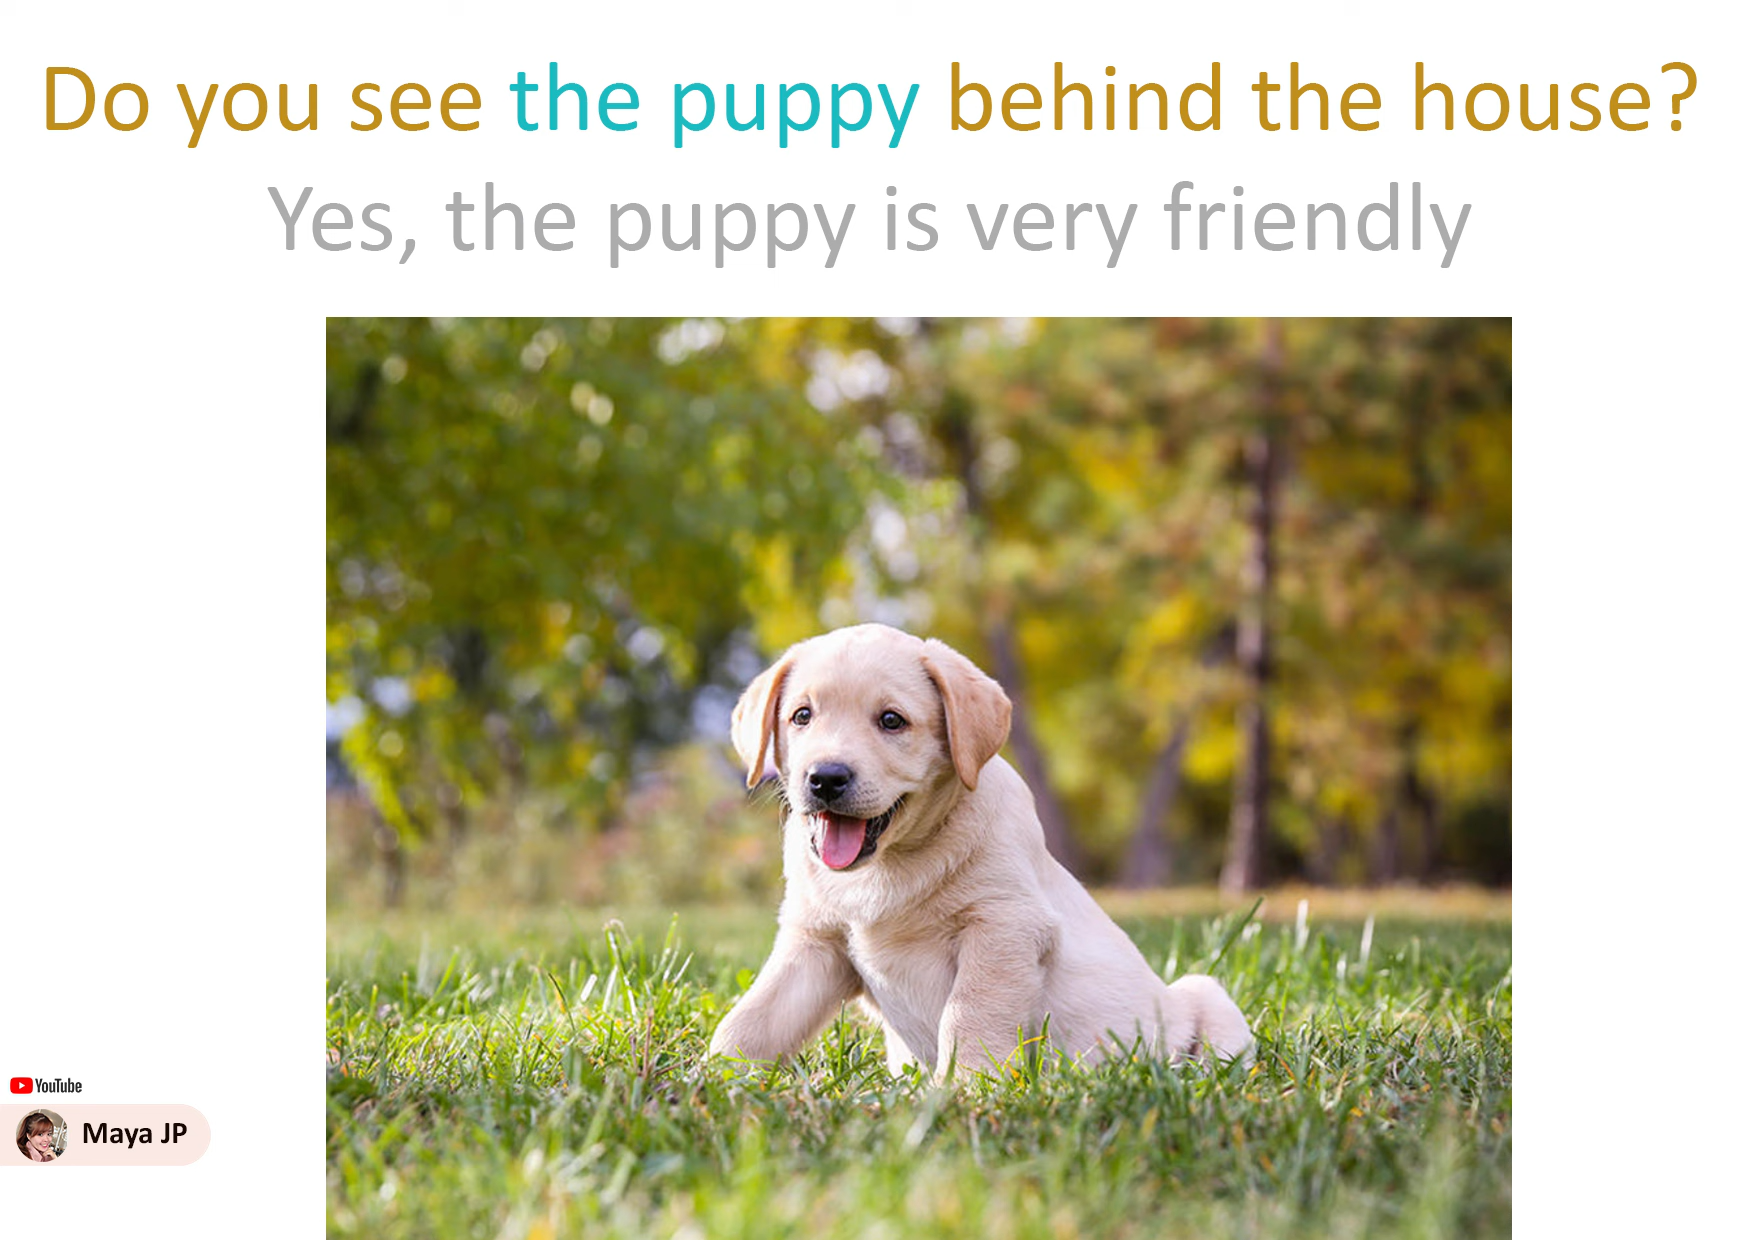 Do you see the puppy behind the house?
Yes, the puppy is very friendly
YouTube
Maya JP